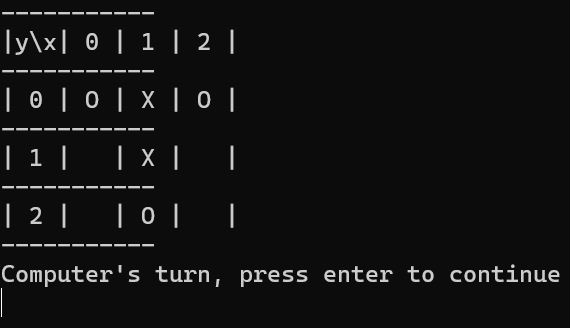 -----------
|y\x| 0 | 1 | 2 |
-----------
| 0 | O | X | O |
-----------
| 1 |   | X |   |
-----------
| 2 |   | O |   |
-----------
Computer's turn, press enter to continue